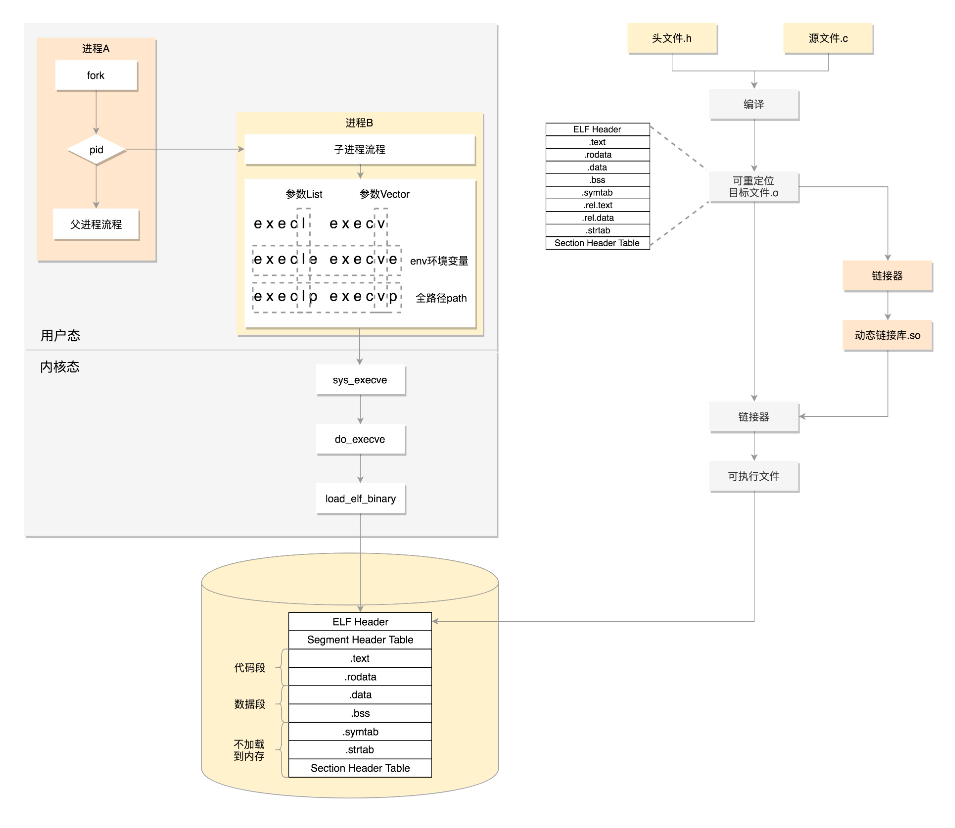 进程A
fork
pid
父进程流程
进程B
子进程流程
参数List 参数Vector
execl execv
execle execve env环境变量
execlp execvp 全路径path
用户态
内核态
sys_execve
do_execve
load_elf_binary
头文件.h
源文件.c
编译
ELF Header
.text
.rodata
.data
.bss
.symtab
.rel.text
.rel.data
.strtab
Section Header Table
可重定位
目标文件.o
链接器
动态链接库.so
链接器
可执行文件
ELF Header
Segment Header Table
代码段
.text
.rodata
数据段
.data
.bss
不加载
到内存
.symtab
.strtab
Section Header Table